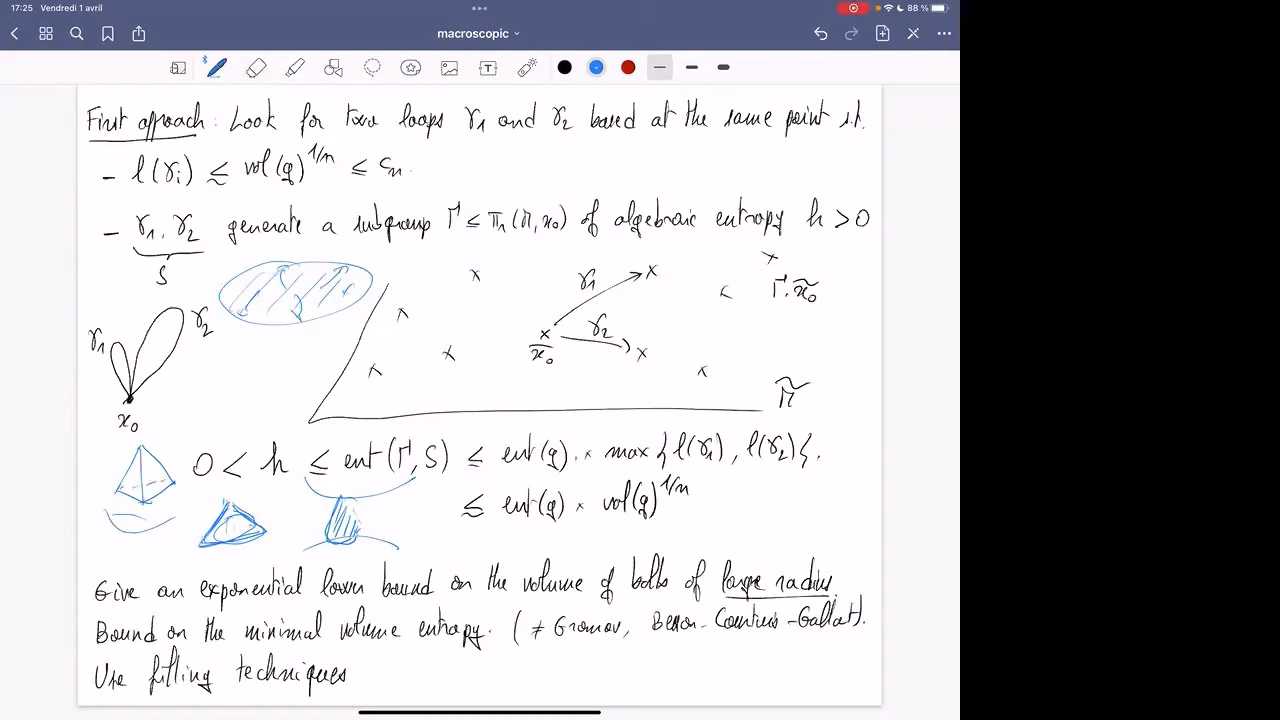 17:25 Vendredi 1 avril
88 %
macroscopic
First approach: Look for two loops γ1 and γ2 based at the same point s.t.
- l(γi) ≲ vol(g)^{1/n} ≤ cn.
- γ1, γ2 generate a subgroup Γ ≤ π1(M, x0) of algebraic entropy h > 0
S
γ1 γ2 x0
γ1 γ2 x̃0 Γ.x̃0
M̃
0 < h ≤ ent(Γ, S) ≤ ent(g) × max{l(γ1), l(γ2)}.
≲ ent(g) × vol(g)^{1/n}
Give an exponential lower bound on the volume of balls of large radius.
Bound on the minimal volume entropy. (≠ Gromov, Besson-Courtois-Gallot).
Use filling techniques